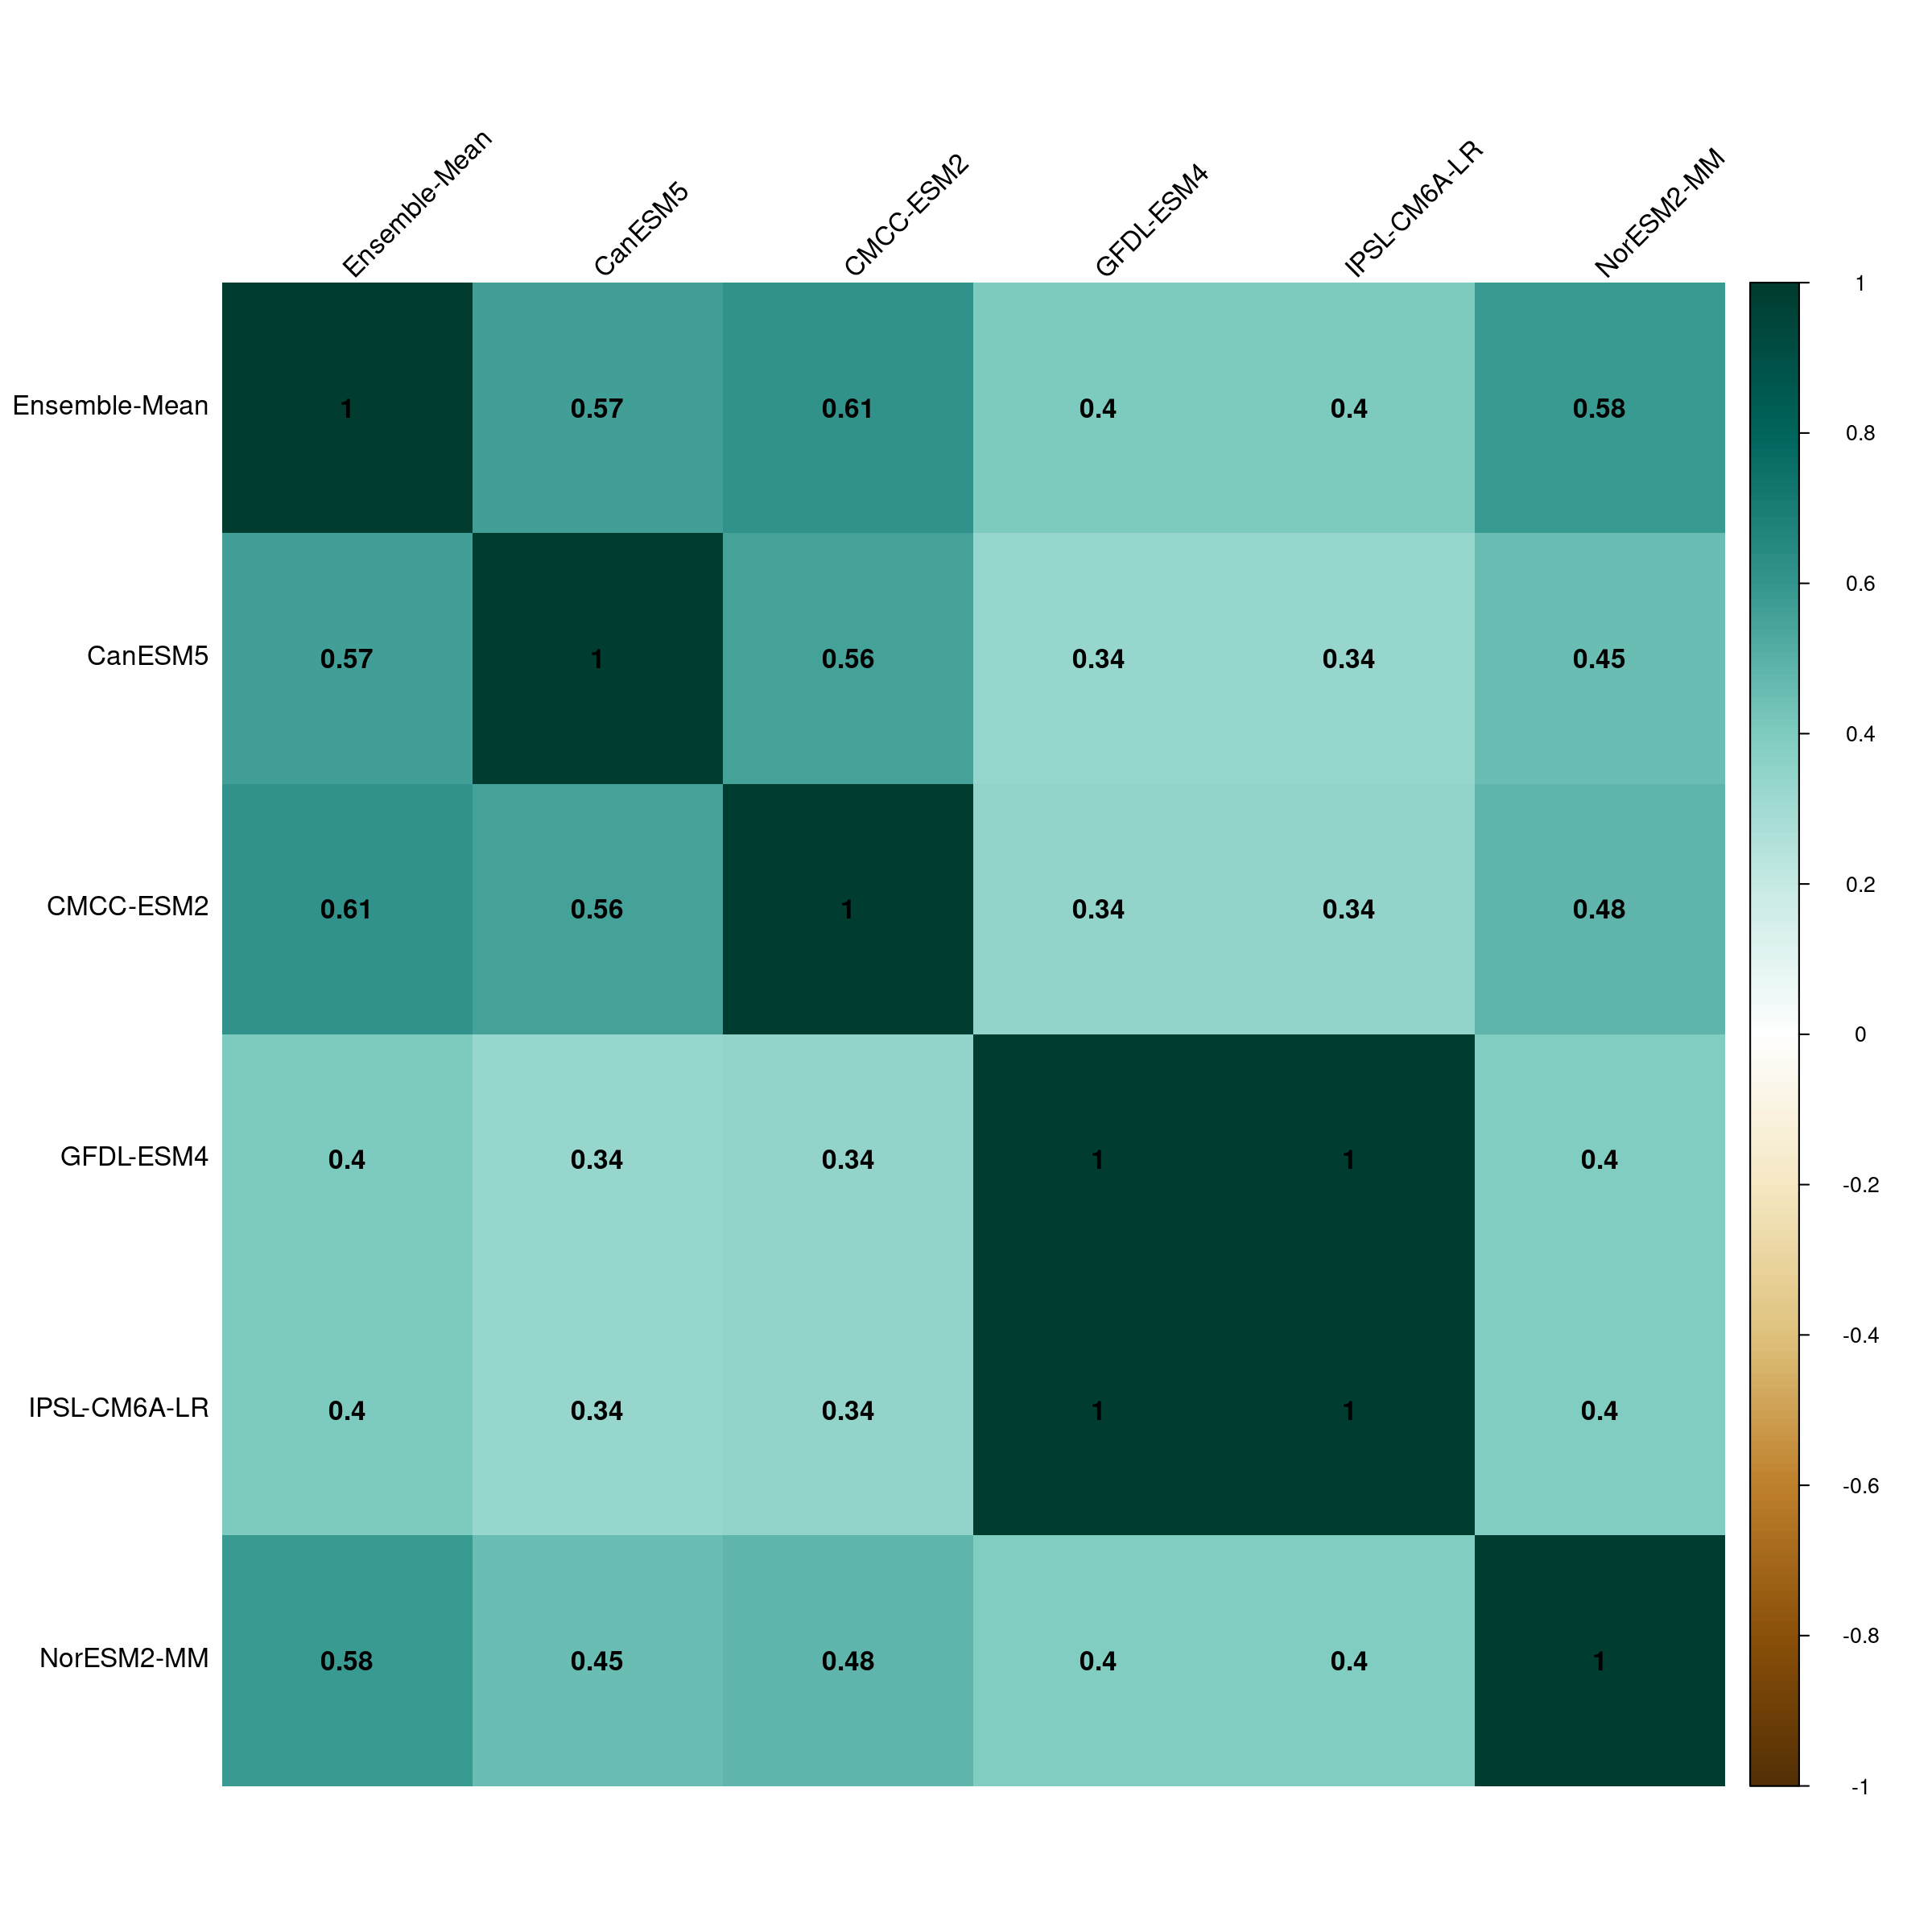 Ensemble-Mean CanESM5 CMCC-ESM2 GFDL-ESM4 IPSL-CM6A-LR NorESM2-MM
Ensemble-Mean 1 0.57 0.61 0.4 0.4 0.58
CanESM5 0.57 1 0.56 0.34 0.34 0.45
CMCC-ESM2 0.61 0.56 1 0.34 0.34 0.48
GFDL-ESM4 0.4 0.34 0.34 1 1 0.4
IPSL-CM6A-LR 0.4 0.34 0.34 1 1 0.4
NorESM2-MM 0.58 0.45 0.48 0.4 0.4 1
1
0.8
0.6
0.4
0.2
0
-0.2
-0.4
-0.6
-0.8
-1